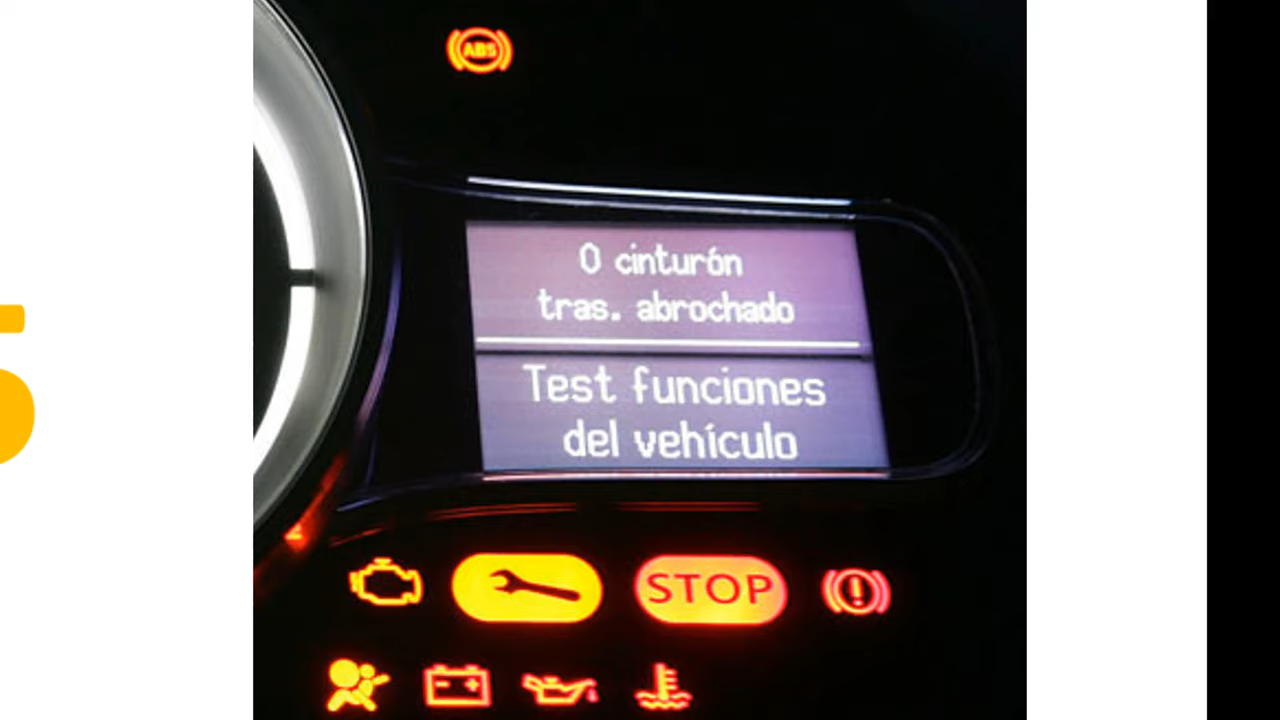 ABS
0 cinturón
tras. abrochado
Test funciones
del vehículo
STOP